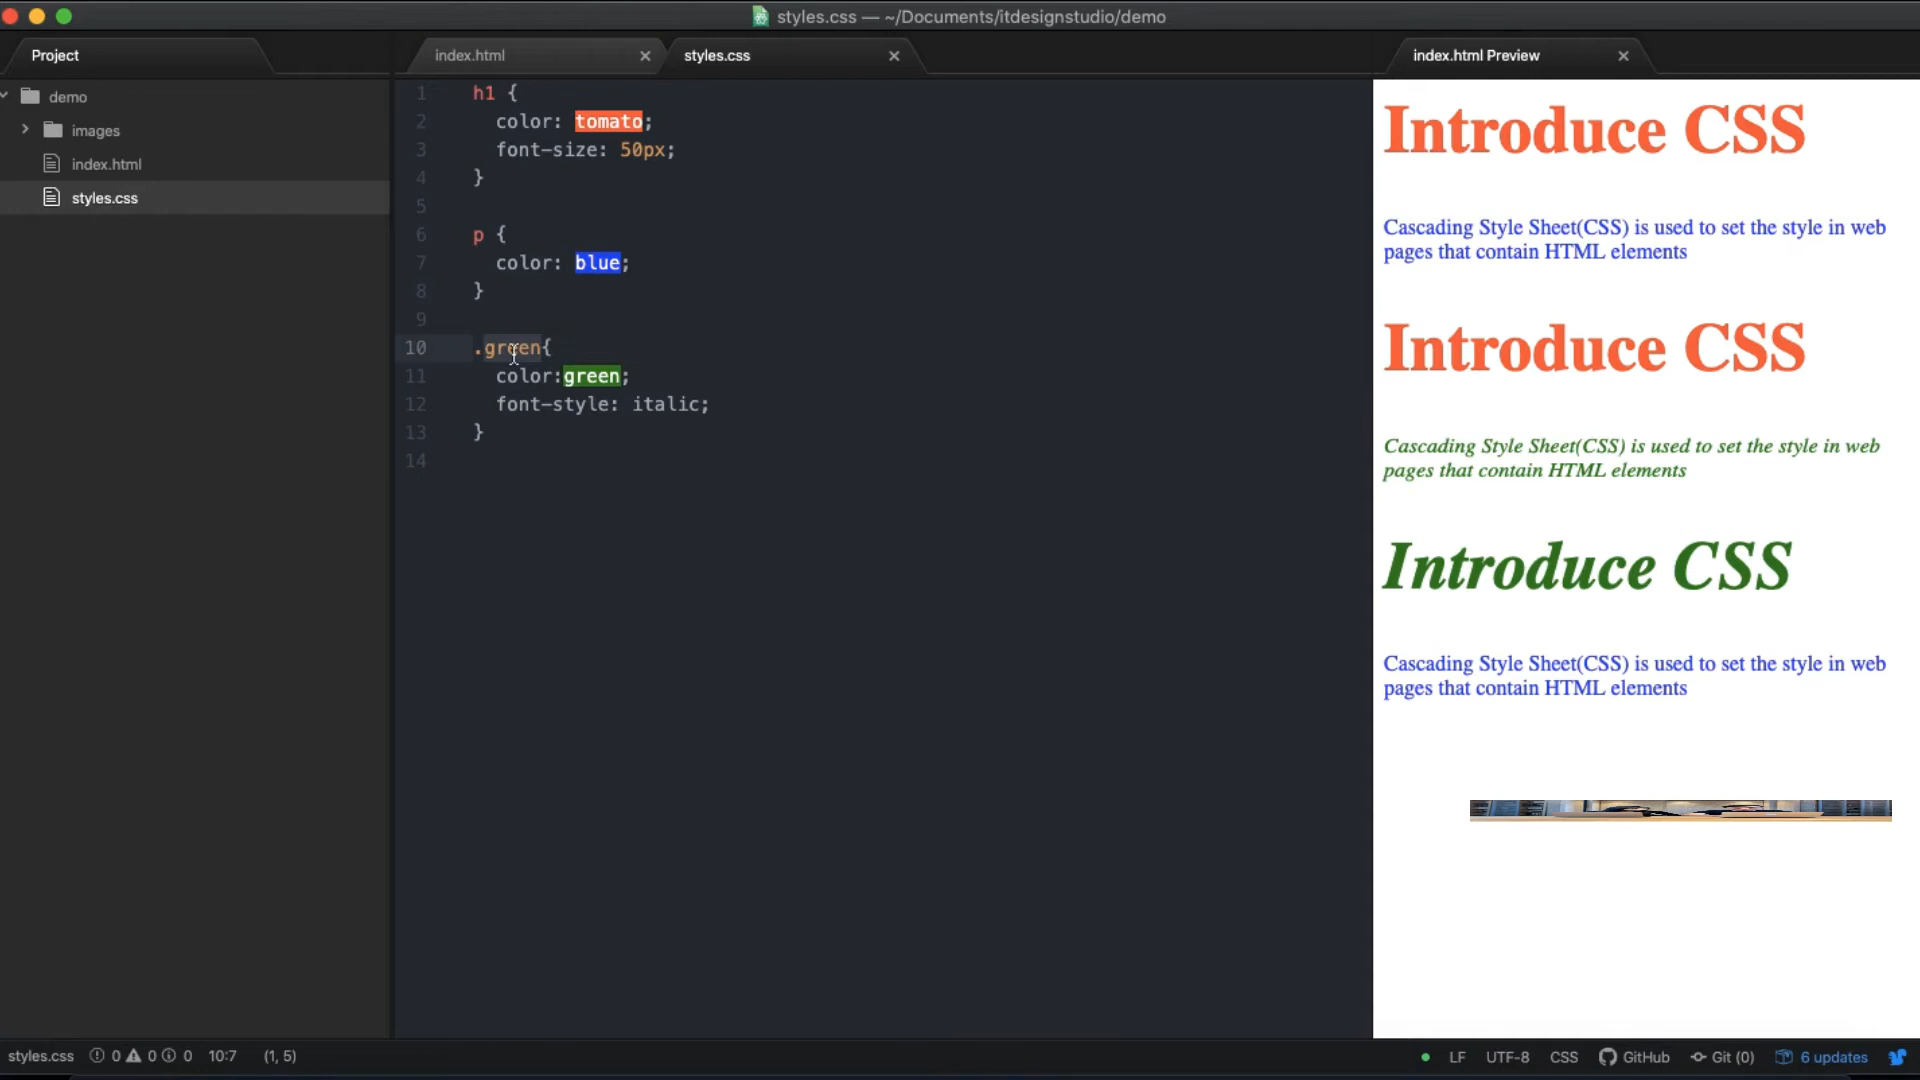 styles.css — ~/Documents/itdesignstudio/demo
Project
index.html
styles.css
index.html Preview
demo
images
index.html
styles.css
1 h1 {
2 color: tomato;
3 font-size: 50px;
4 }
5
6 p {
7 color: blue;
8 }
9
10 .green{
11 color:green;
12 font-style: italic;
13 }
14
Introduce CSS
Cascading Style Sheet(CSS) is used to set the style in web
pages that contain HTML elements
Introduce CSS
Cascading Style Sheet(CSS) is used to set the style in web
pages that contain HTML elements
Introduce CSS
Cascading Style Sheet(CSS) is used to set the style in web
pages that contain HTML elements
styles.css 0 0 0 10:7 (1, 5) LF UTF-8 CSS GitHub Git (0) 6 updates